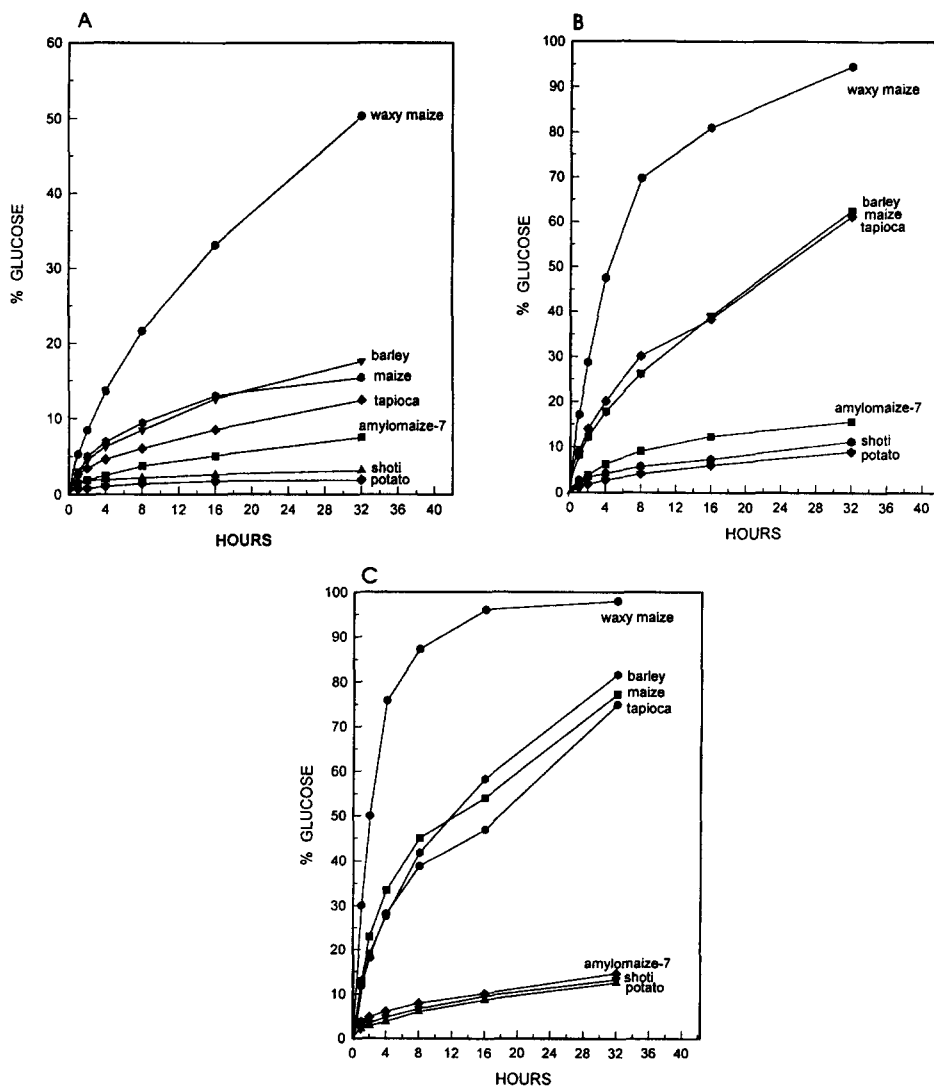 A
60
50
40
30
20
10
0
% GLUCOSE
waxy maize
barley
maize
tapioca
amylomaize-7
shoti
potato
0 4 8 12 16 20 24 28 32 36 40
HOURS
B
100
90
80
70
60
50
40
30
20
10
0
% GLUCOSE
waxy maize
barley
maize
tapioca
amylomaize-7
shoti
potato
0 4 8 12 16 20 24 28 32 36 40
HOURS
C
100
90
80
70
60
50
40
30
20
10
0
% GLUCOSE
waxy maize
barley
maize
tapioca
amylomaize-7
shoti
potato
0 4 8 12 16 20 24 28 32 36 40
HOURS